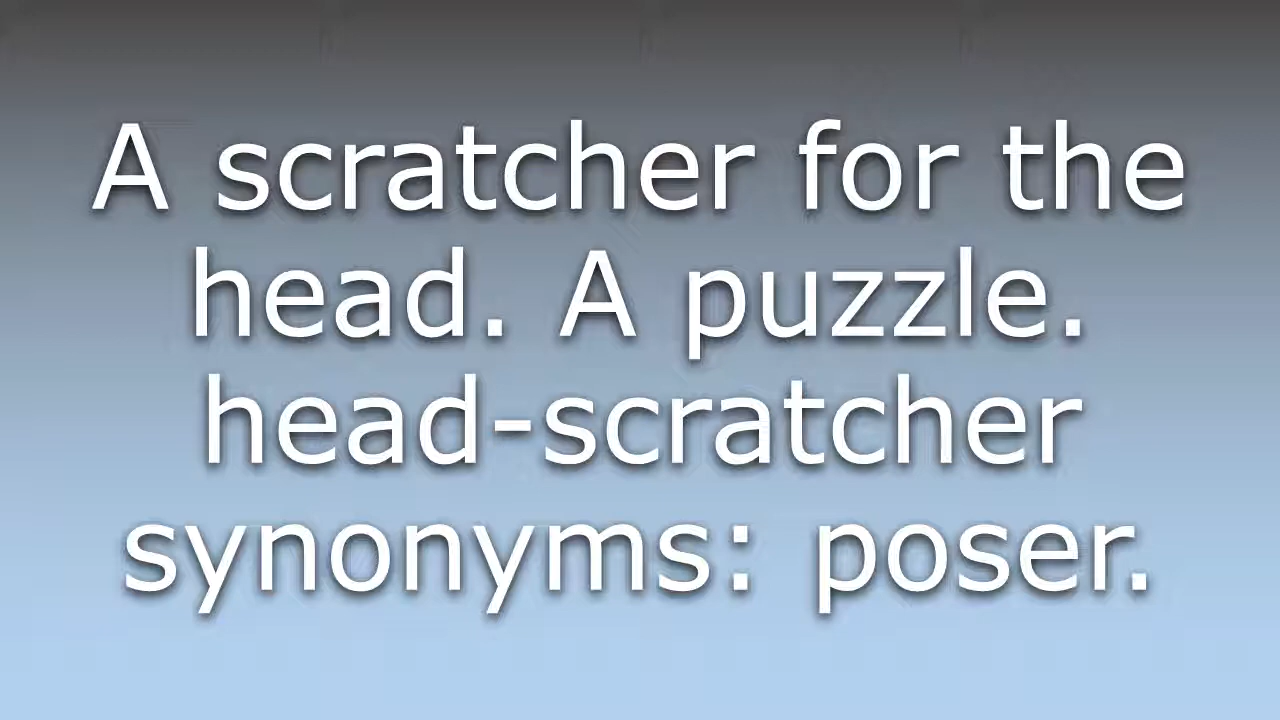 A scratcher for the
head. A puzzle.
head-scratcher
synonyms: poser.